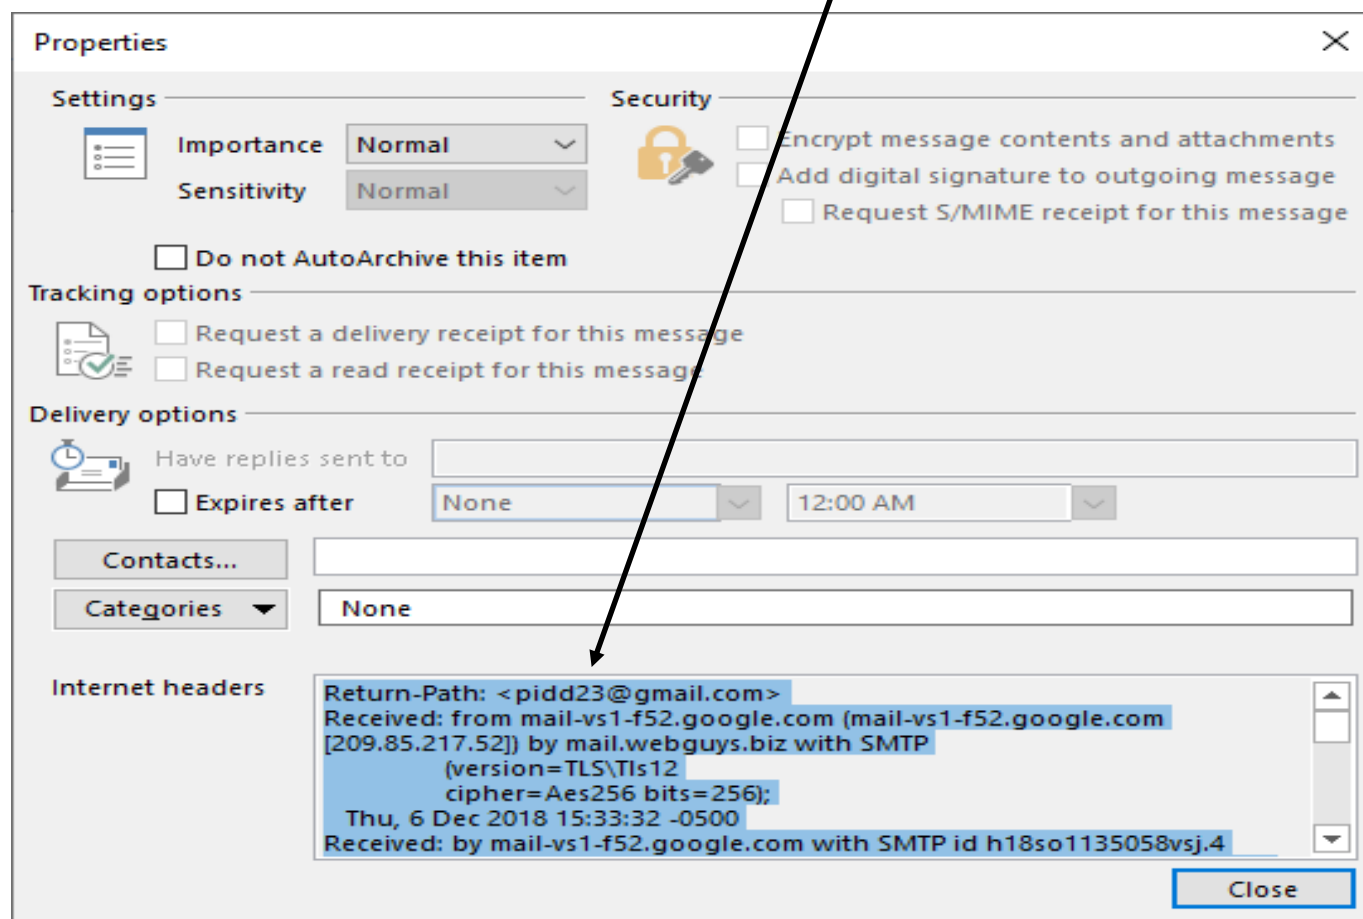 Properties
Settings
Security
Importance Normal
Encrypt message contents and attachments
Sensitivity Normal
Add digital signature to outgoing message
Request S/MIME receipt for this message
Do not AutoArchive this item
Tracking options
Request a delivery receipt for this message
Request a read receipt for this message
Delivery options
Have replies sent to
Expires after None 12:00 AM
Contacts...
Categories None
Internet headers
Return-Path: <pidd23@gmail.com>
Received: from mail-vs1-f52.google.com (mail-vs1-f52.google.com
[209.85.217.52]) by mail.webguys.biz with SMTP
(version=TLS\Tls12
cipher=Aes256 bits=256);
Thu, 6 Dec 2018 15:33:32 -0500
Received: by mail-vs1-f52.google.com with SMTP id h18so1135058vsj.4
Close